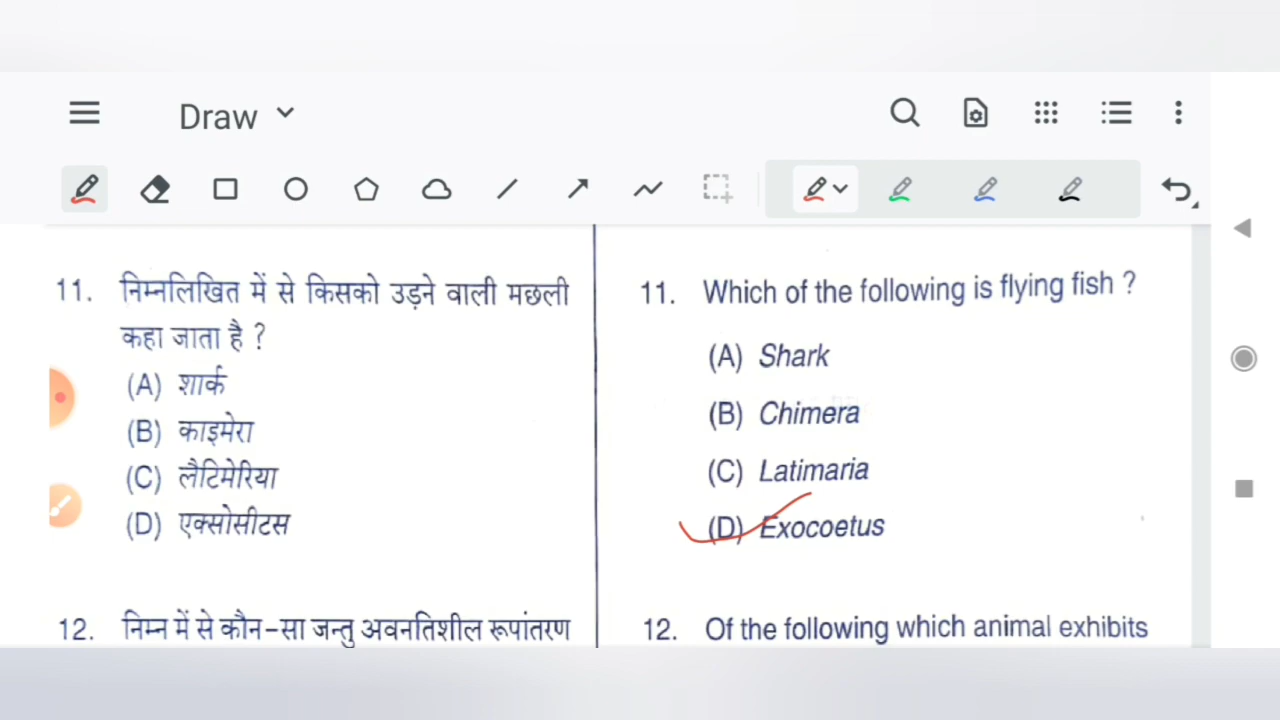 Draw
11. निम्नलिखित में से किसको उड़ने वाली मछली
कहा जाता है ?
(A) शार्क
(B) काइमेरा
(C) लैटिमेरिया
(D) एक्सोसीटस
12. निम्न में से कौन-सा जन्तु अवनतिशील रूपांतरण
11. Which of the following is flying fish ?
(A) Shark
(B) Chimera
(C) Latimaria
(D) Exocoetus
12. Of the following which animal exhibits